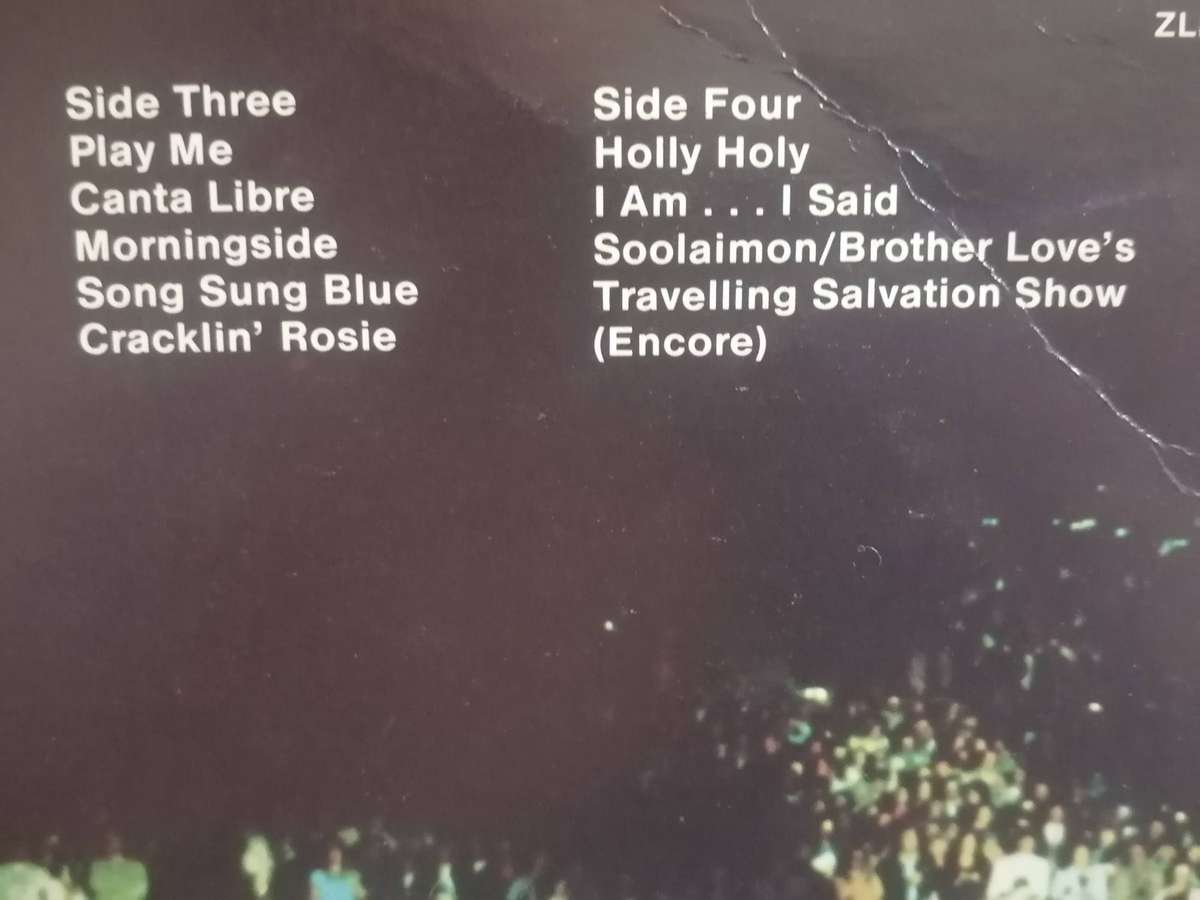 ZL
Side Three
Play Me
Canta Libre
Morningside
Song Sung Blue
Cracklin' Rosie
Side Four
Holly Holy
I Am . . . I Said
Soolaimon/Brother Love's
Travelling Salvation Show
(Encore)